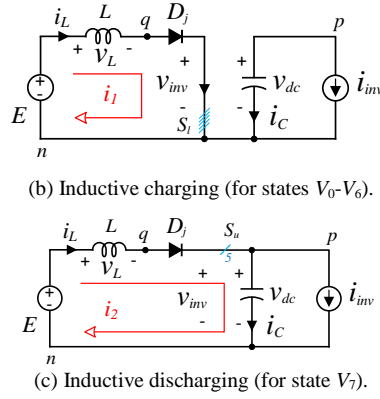 i_L L q D_j p
+ v_L - + +
E + - i_1 v_inv v_dc i_inv
- S_l - i_C
n
(b) Inductive charging (for states V_0-V_6).
i_L L q D_j S_u p
+ v_L - 5
+ +
E + - i_2 v_inv v_dc i_inv
- - i_C
n
(c) Inductive discharging (for state V_7).